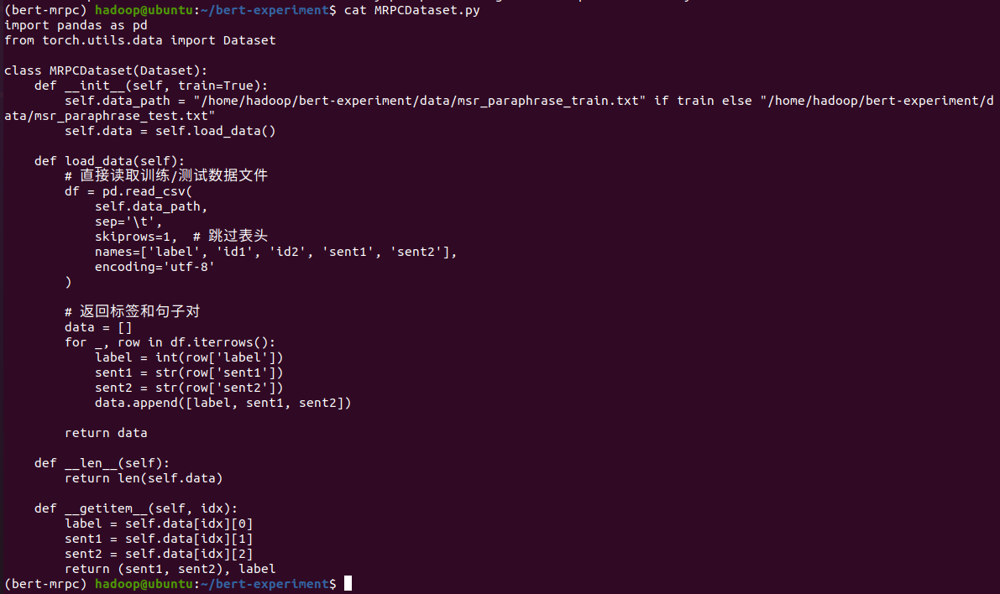 (bert-mrpc) hadoop@ubuntu:~/bert-experiment$ cat MRPCDataset.py
import pandas as pd
from torch.utils.data import Dataset

class MRPCDataset(Dataset):
    def __init__(self, train=True):
        self.data_path = "/home/hadoop/bert-experiment/data/msr_paraphrase_train.txt" if train else "/home/hadoop/bert-experiment/d
ata/msr_paraphrase_test.txt"
        self.data = self.load_data()

    def load_data(self):
        # 直接读取训练/测试数据文件
        df = pd.read_csv(
            self.data_path,
            sep='\t',
            skiprows=1,  # 跳过表头
            names=['label', 'id1', 'id2', 'sent1', 'sent2'],
            encoding='utf-8'
        )

        # 返回标签和句子对
        data = []
        for _, row in df.iterrows():
            label = int(row['label'])
            sent1 = str(row['sent1'])
            sent2 = str(row['sent2'])
            data.append([label, sent1, sent2])

        return data

    def __len__(self):
        return len(self.data)

    def __getitem__(self, idx):
        label = self.data[idx][0]
        sent1 = self.data[idx][1]
        sent2 = self.data[idx][2]
        return (sent1, sent2), label
(bert-mrpc) hadoop@ubuntu:~/bert-experiment$